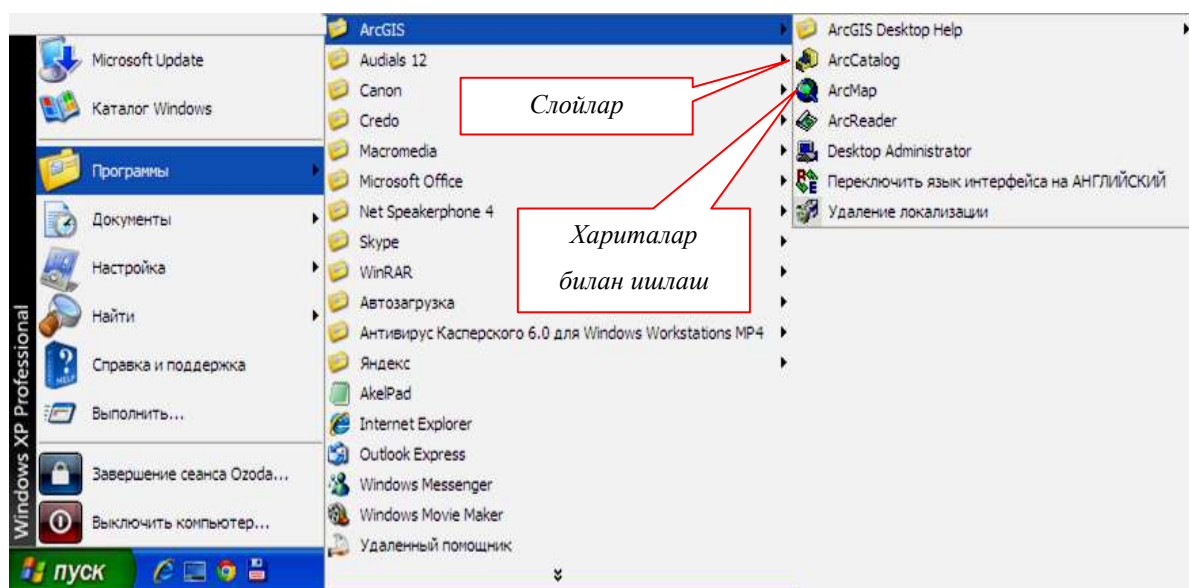 Microsoft Update
Каталог Windows
Программы
Документы
Настройка
Найти
Справка и поддержка
Выполнить...
Завершение сеанса Ozoda...
Выключить компьютер...
Windows XP Professional
пуск
ArcGIS
Audials 12
Canon
Credo
Macromedia
Microsoft Office
Net Speakerphone 4
Skype
WinRAR
Автозагрузка
Антивирус Касперского 6.0 для Windows Workstations MP4
Яндекс
AkelPad
Internet Explorer
Outlook Express
Windows Messenger
Windows Movie Maker
Удаленный помощник
Слойлар
Хариталар
билан ишлаш
ArcGIS Desktop Help
ArcCatalog
ArcMap
ArcReader
Desktop Administrator
Переключить язык интерфейса на АНГЛИЙСКИЙ
Удаление локализации